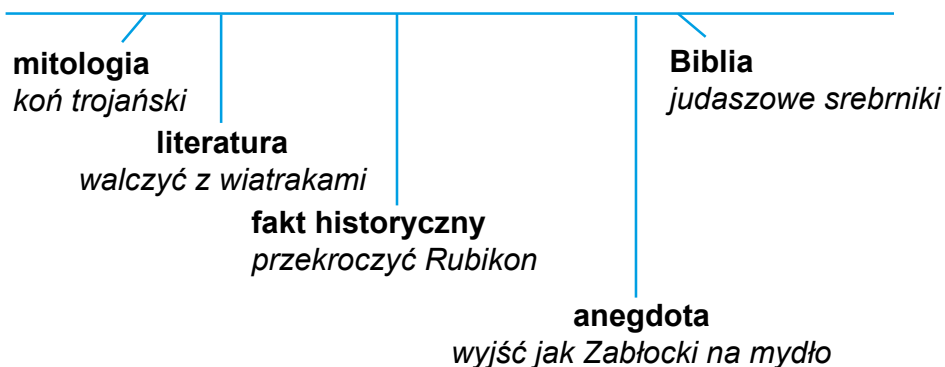 mitologia
koń trojański
literatura
walczyć z wiatrakami
fakt historyczny
przekroczyć Rubikon
anegdota
wyjść jak Zabłocki na mydło
Biblia
judaszowe srebrniki